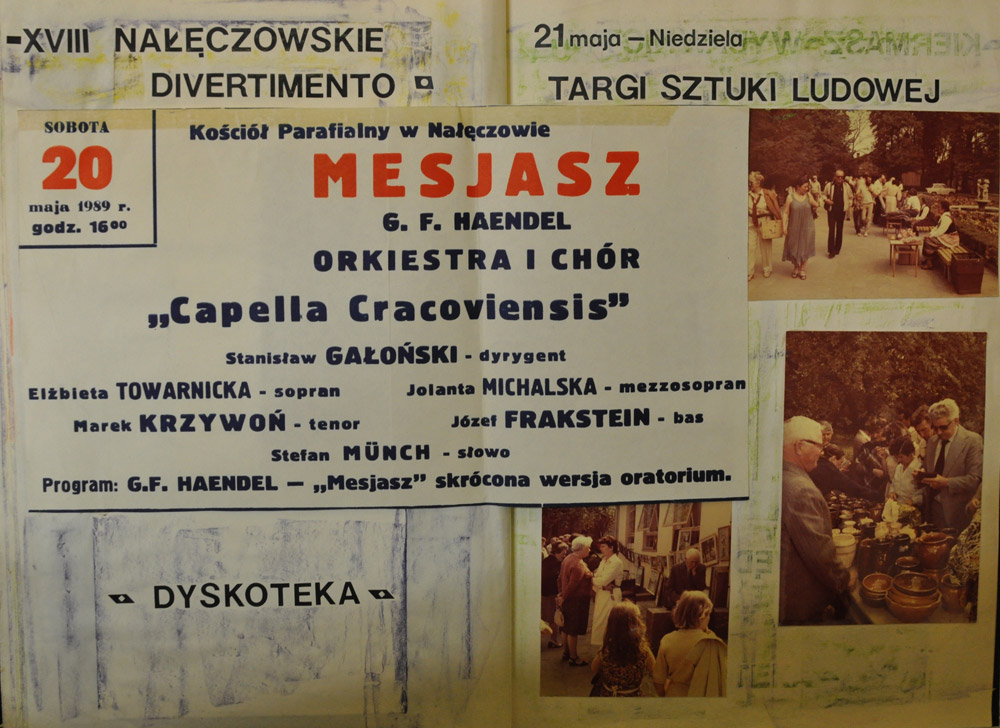 -XVIII NAŁĘCZOWSKIE
DIVERTIMENTO
21 maja – Niedziela
TARGI SZTUKI LUDOWEJ
SOBOTA
20
maja 1989 r.
godz. 16⁰⁰
Kościół Parafialny w Nałęczowie
MESJASZ
G. F. HAENDEL
ORKIESTRA I CHÓR
„Capella Cracoviensis”
Stanisław GAŁOŃSKI - dyrygent
Elżbieta TOWARNICKA - sopran Jolanta MICHALSKA - mezzosopran
Marek KRZYWOŃ - tenor Józef FRAKSTEIN - bas
Stefan MÜNCH - słowo
Program: G.F. HAENDEL — „Mesjasz” skrócona wersja oratorium.
DYSKOTEKA